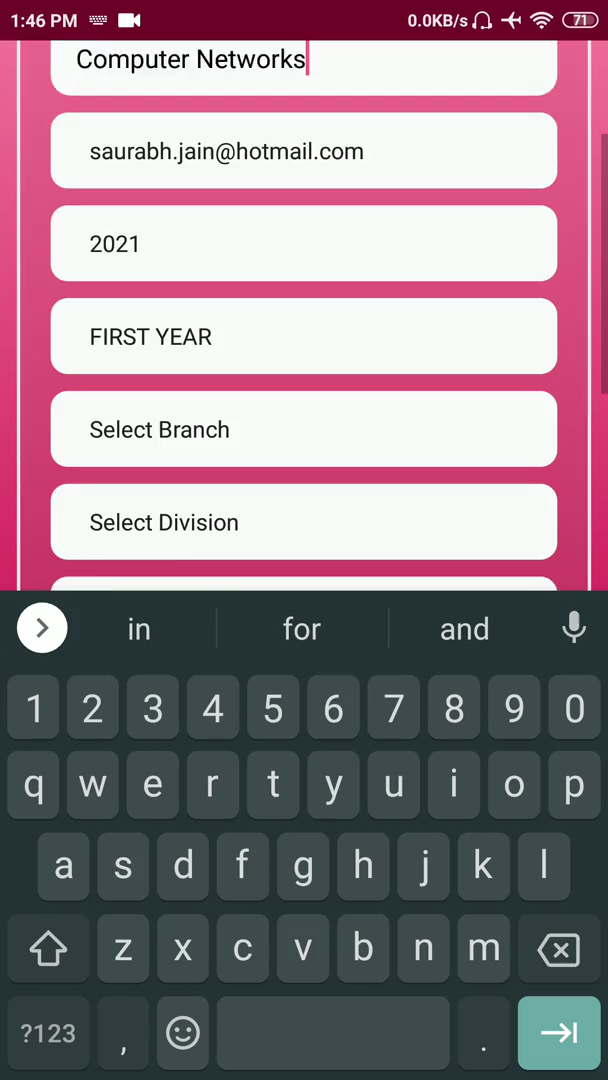 1:46 PM 0.0KB/s 71
Computer Networks
saurabh.jain@hotmail.com
2021
FIRST YEAR
Select Branch
Select Division
in for and
1 2 3 4 5 6 7 8 9 0
q w e r t y u i o p
a s d f g h j k l
z x c v b n m
?123 , .